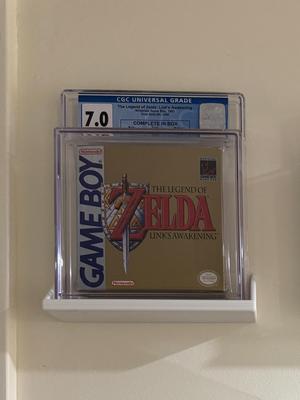 CGC UNIVERSAL GRADE
7.0
The Legend of Zelda: Link's Awakening
COMPLETE IN BOX
GAME BOY
Nintendo
THE LEGEND OF
ZELDA
LINK'S AWAKENING
Nintendo